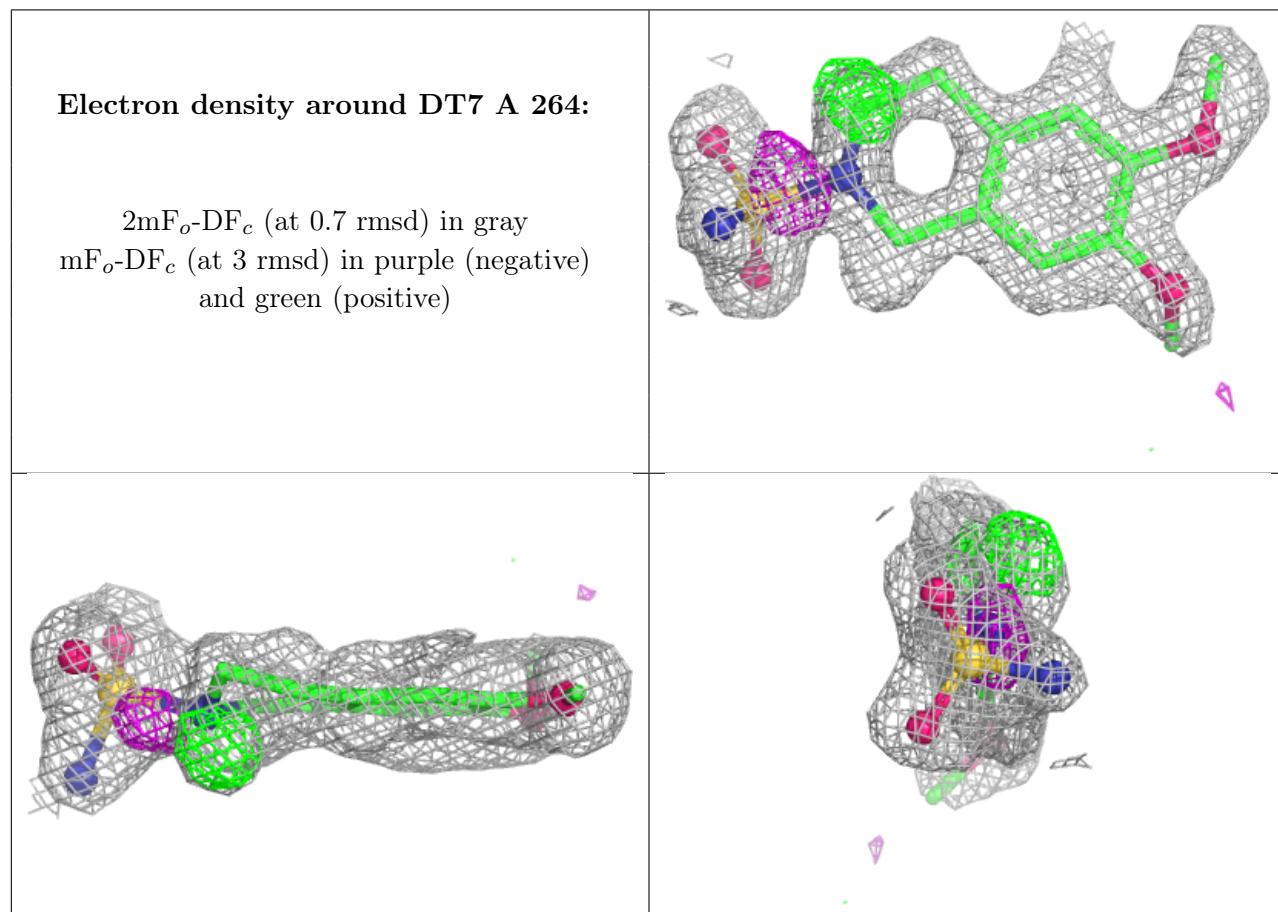 Electron density around DT7 A 264:
2mFo-DFc (at 0.7 rmsd) in gray
mFo-DFc (at 3 rmsd) in purple (negative)
and green (positive)